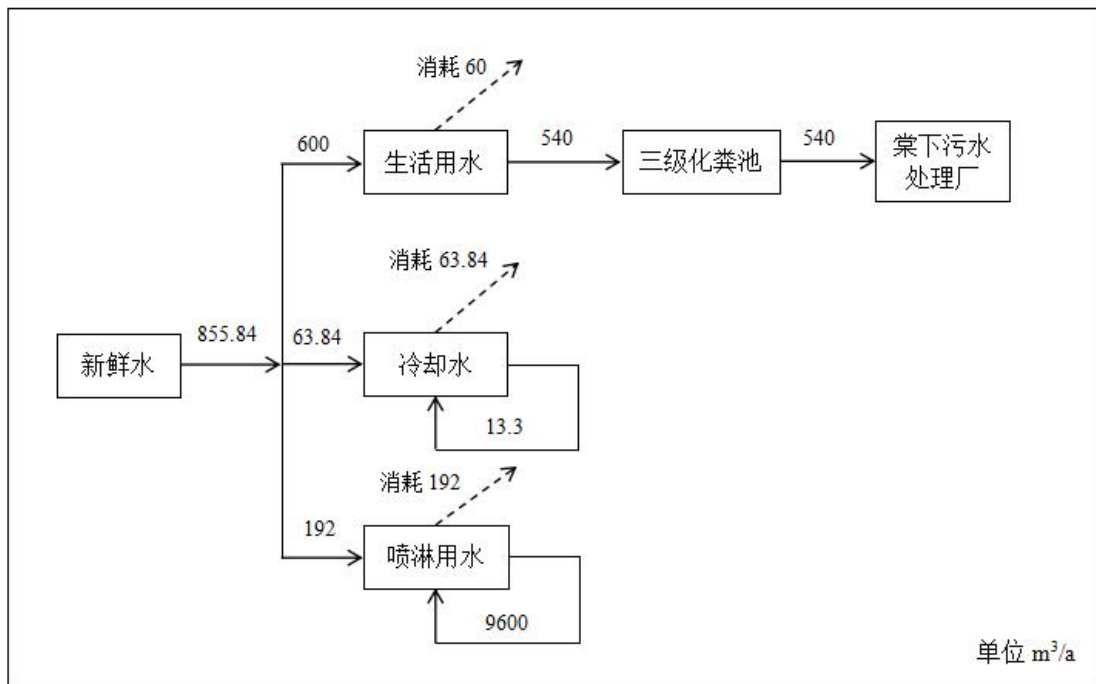 消耗 60
600
生活用水
540
三级化粪池
540
棠下污水
处理厂
消耗 63.84
新鲜水
855.84
63.84
冷却水
13.3
消耗 192
192
喷淋用水
9600
单位 m³/a